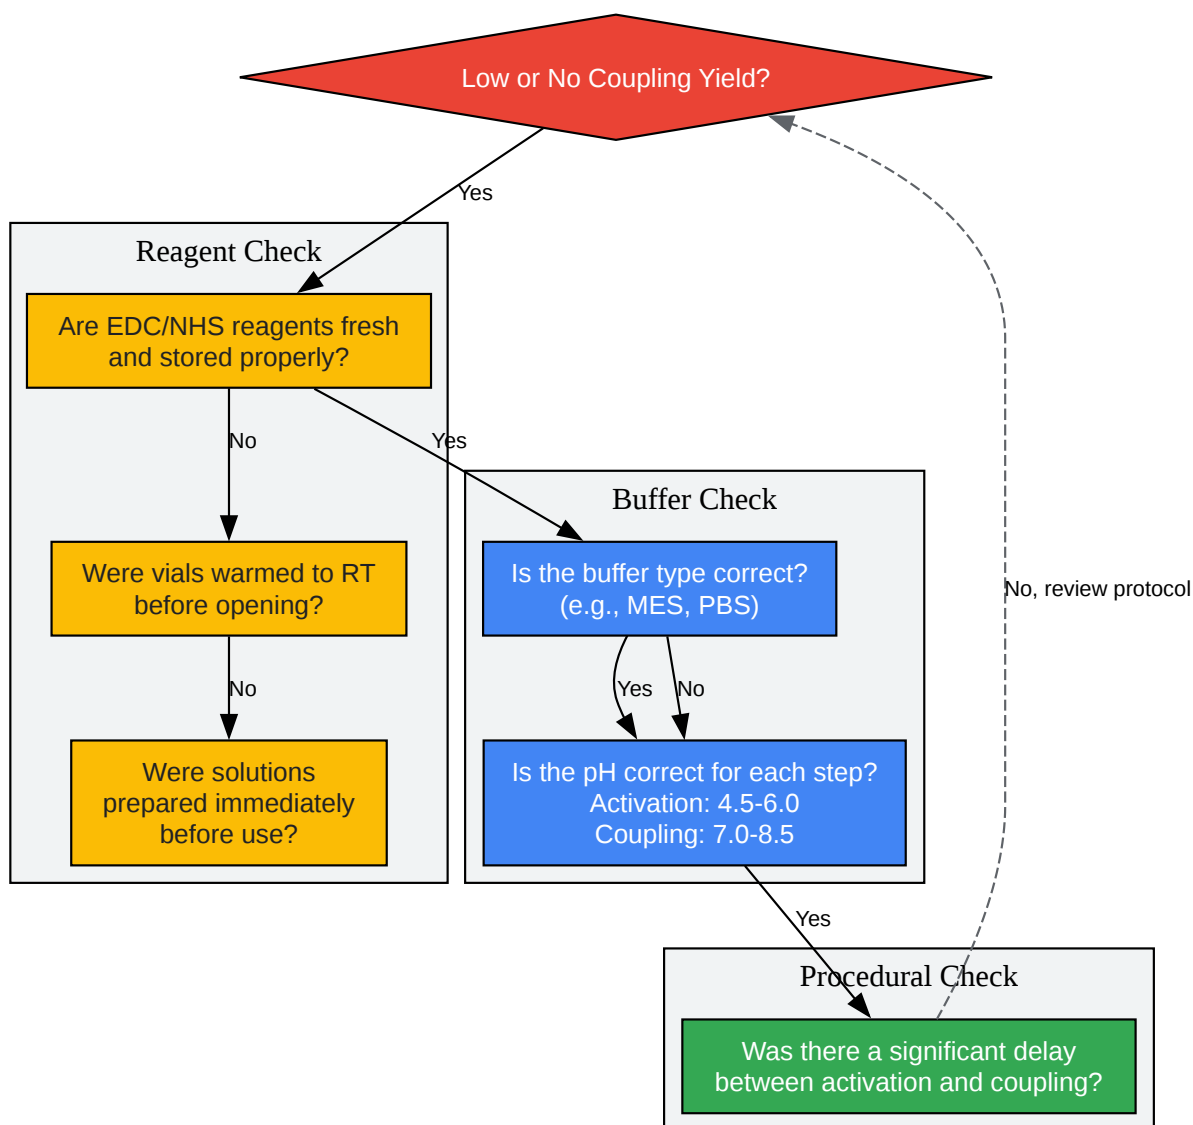 Low or No Coupling Yield?
Yes
Reagent Check
Are EDC/NHS reagents fresh
and stored properly?
No
Yes
Buffer Check
Were vials warmed to RT
before opening?
Is the buffer type correct?
(e.g., MES, PBS)
No, review protocol
No
Yes
No
Were solutions
prepared immediately
before use?
Is the pH correct for each step?
Activation: 4.5-6.0
Coupling: 7.0-8.5
Yes
Procedural Check
Was there a significant delay
between activation and coupling?